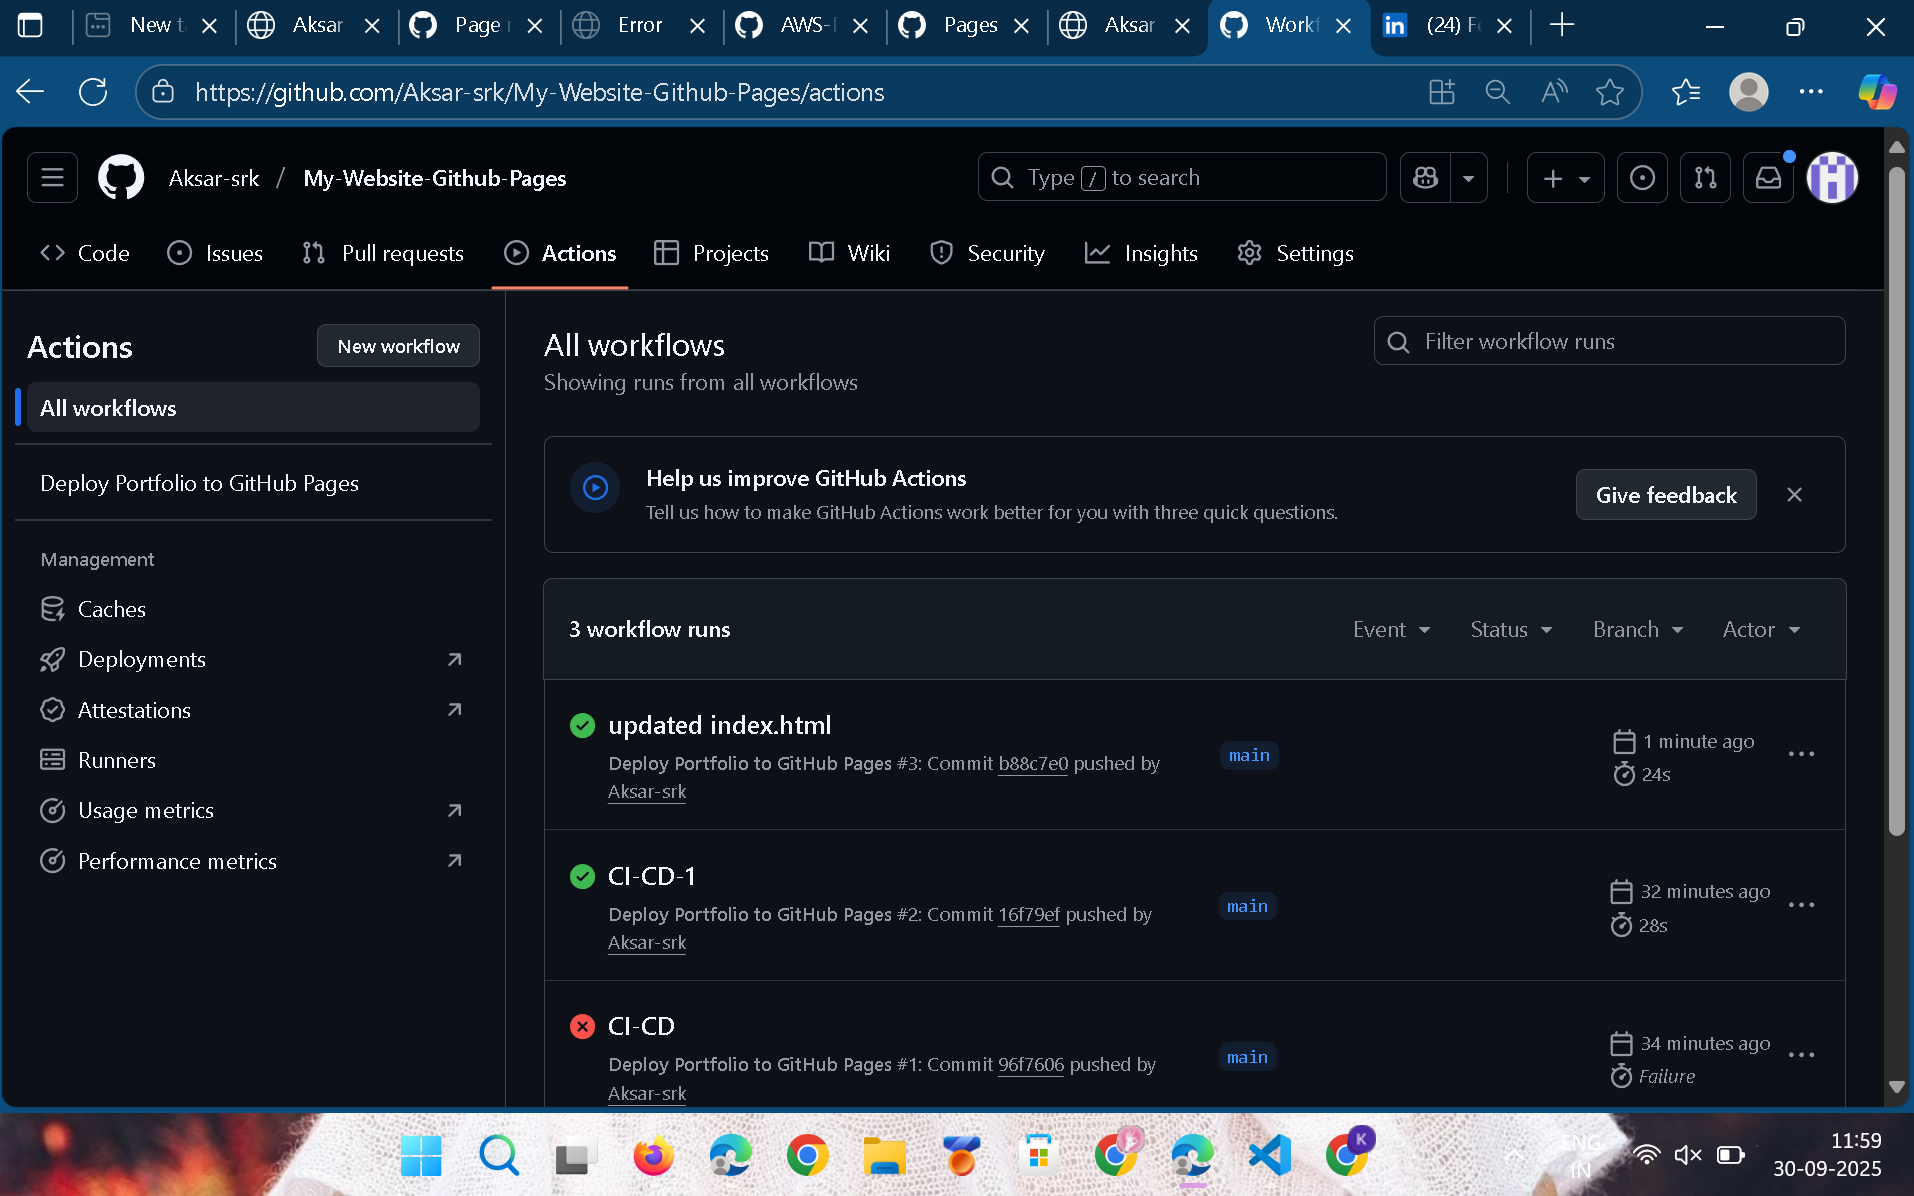 New t
Aksar
Page
Error
AWS-
Pages
Aksar
Workf
(24) F
https://github.com/Aksar-srk/My-Website-Github-Pages/actions
Aksar-srk / My-Website-Github-Pages
Type / to search
Code
Issues
Pull requests
Actions
Projects
Wiki
Security
Insights
Settings
Actions
New workflow
All workflows
Deploy Portfolio to GitHub Pages
Management
Caches
Deployments
Attestations
Runners
Usage metrics
Performance metrics
All workflows
Showing runs from all workflows
Filter workflow runs
Help us improve GitHub Actions
Tell us how to make GitHub Actions work better for you with three quick questions.
Give feedback
3 workflow runs
Event
Status
Branch
Actor
updated index.html
Deploy Portfolio to GitHub Pages #3: Commit b88c7e0 pushed by
Aksar-srk
main
1 minute ago
24s
CI-CD-1
Deploy Portfolio to GitHub Pages #2: Commit 16f79ef pushed by
Aksar-srk
main
32 minutes ago
28s
CI-CD
Deploy Portfolio to GitHub Pages #1: Commit 96f7606 pushed by
Aksar-srk
main
34 minutes ago
Failure
ENG
IN
11:59
30-09-2025